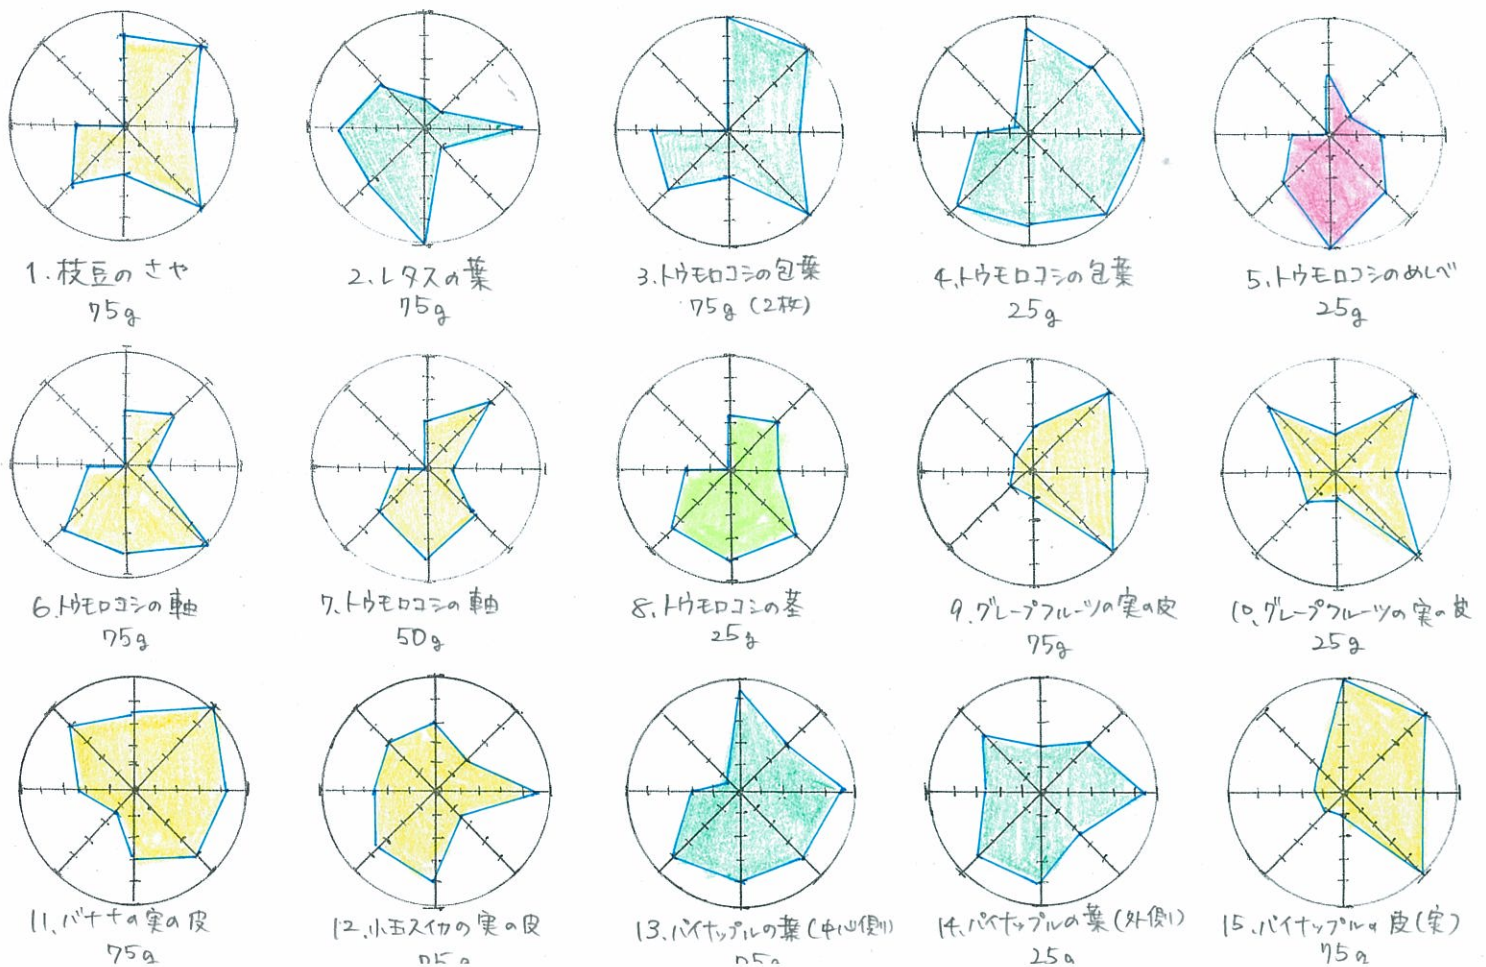 1.枝豆のさや
75g
2.レタスの葉
75g
3.トウモロコシの包葉
75g(2枚)
4.トウモロコシの包葉
25g
5.トウモロコシのめしべ
25g
6.トウモロコシの軸
75g
7.トウモロコシの軸
50g
8.トウモロコシの茎
25g
9.グレープフルーツの実の皮
75g
10.グレープフルーツの実の皮
25g
11.バナナの実の皮
75g
12.小玉スイカの実の皮
75g
13.パイナップルの葉(中心側)
75g
14.パイナップルの葉(外側)
25g
15.パイナップルの皮(実)
75g